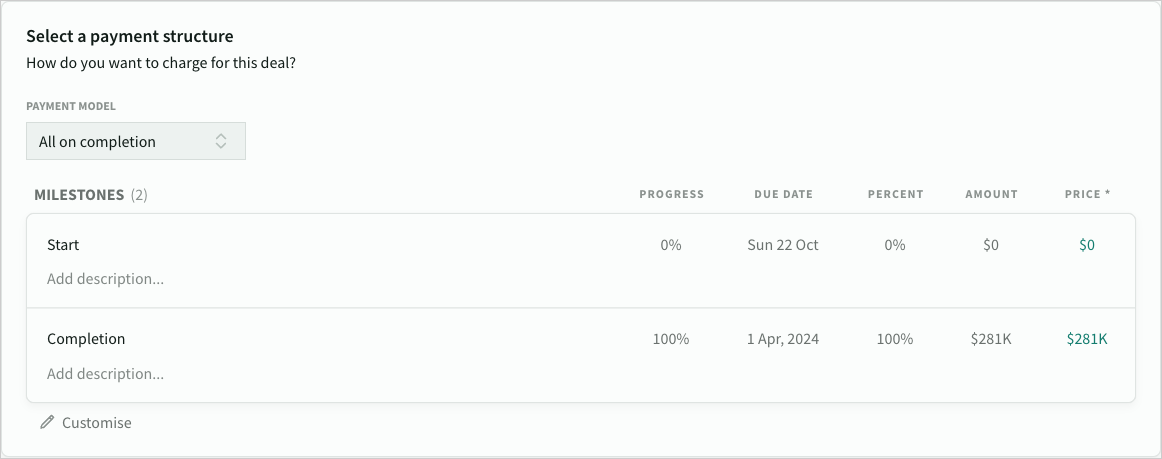 Select a payment structure
How do you want to charge for this deal?
PAYMENT MODEL
All on completion
MILESTONES (2) PROGRESS DUE DATE PERCENT AMOUNT PRICE *
Start 0% Sun 22 Oct 0% $0 $0
Add description...
Completion 100% 1 Apr, 2024 100% $281K $281K
Add description...
Customise